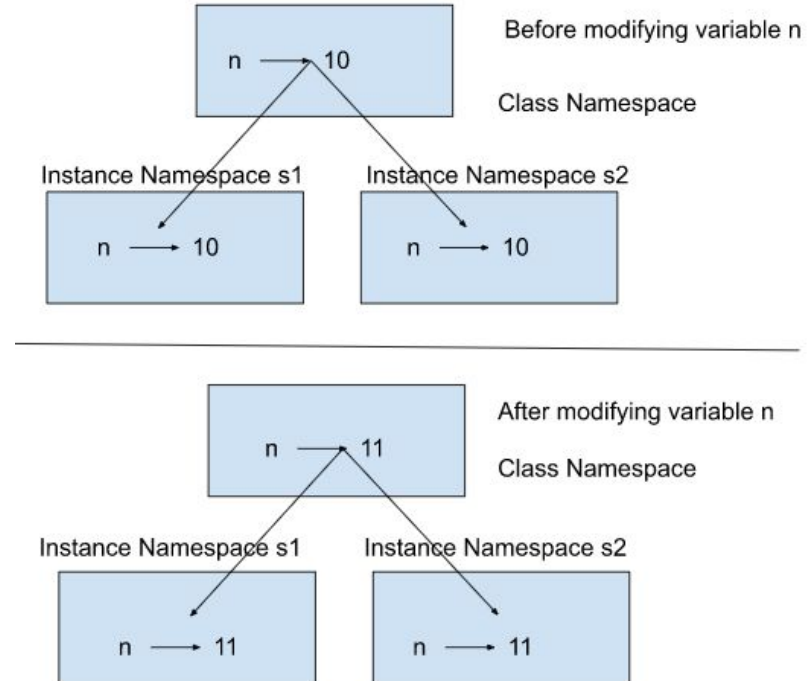 Before modifying variable n
n 10
Class Namespace
Instance Namespace s1 Instance Namespace s2
n 10 n 10
After modifying variable n
n 11
Class Namespace
Instance Namespace s1 Instance Namespace s2
n 11 n 11